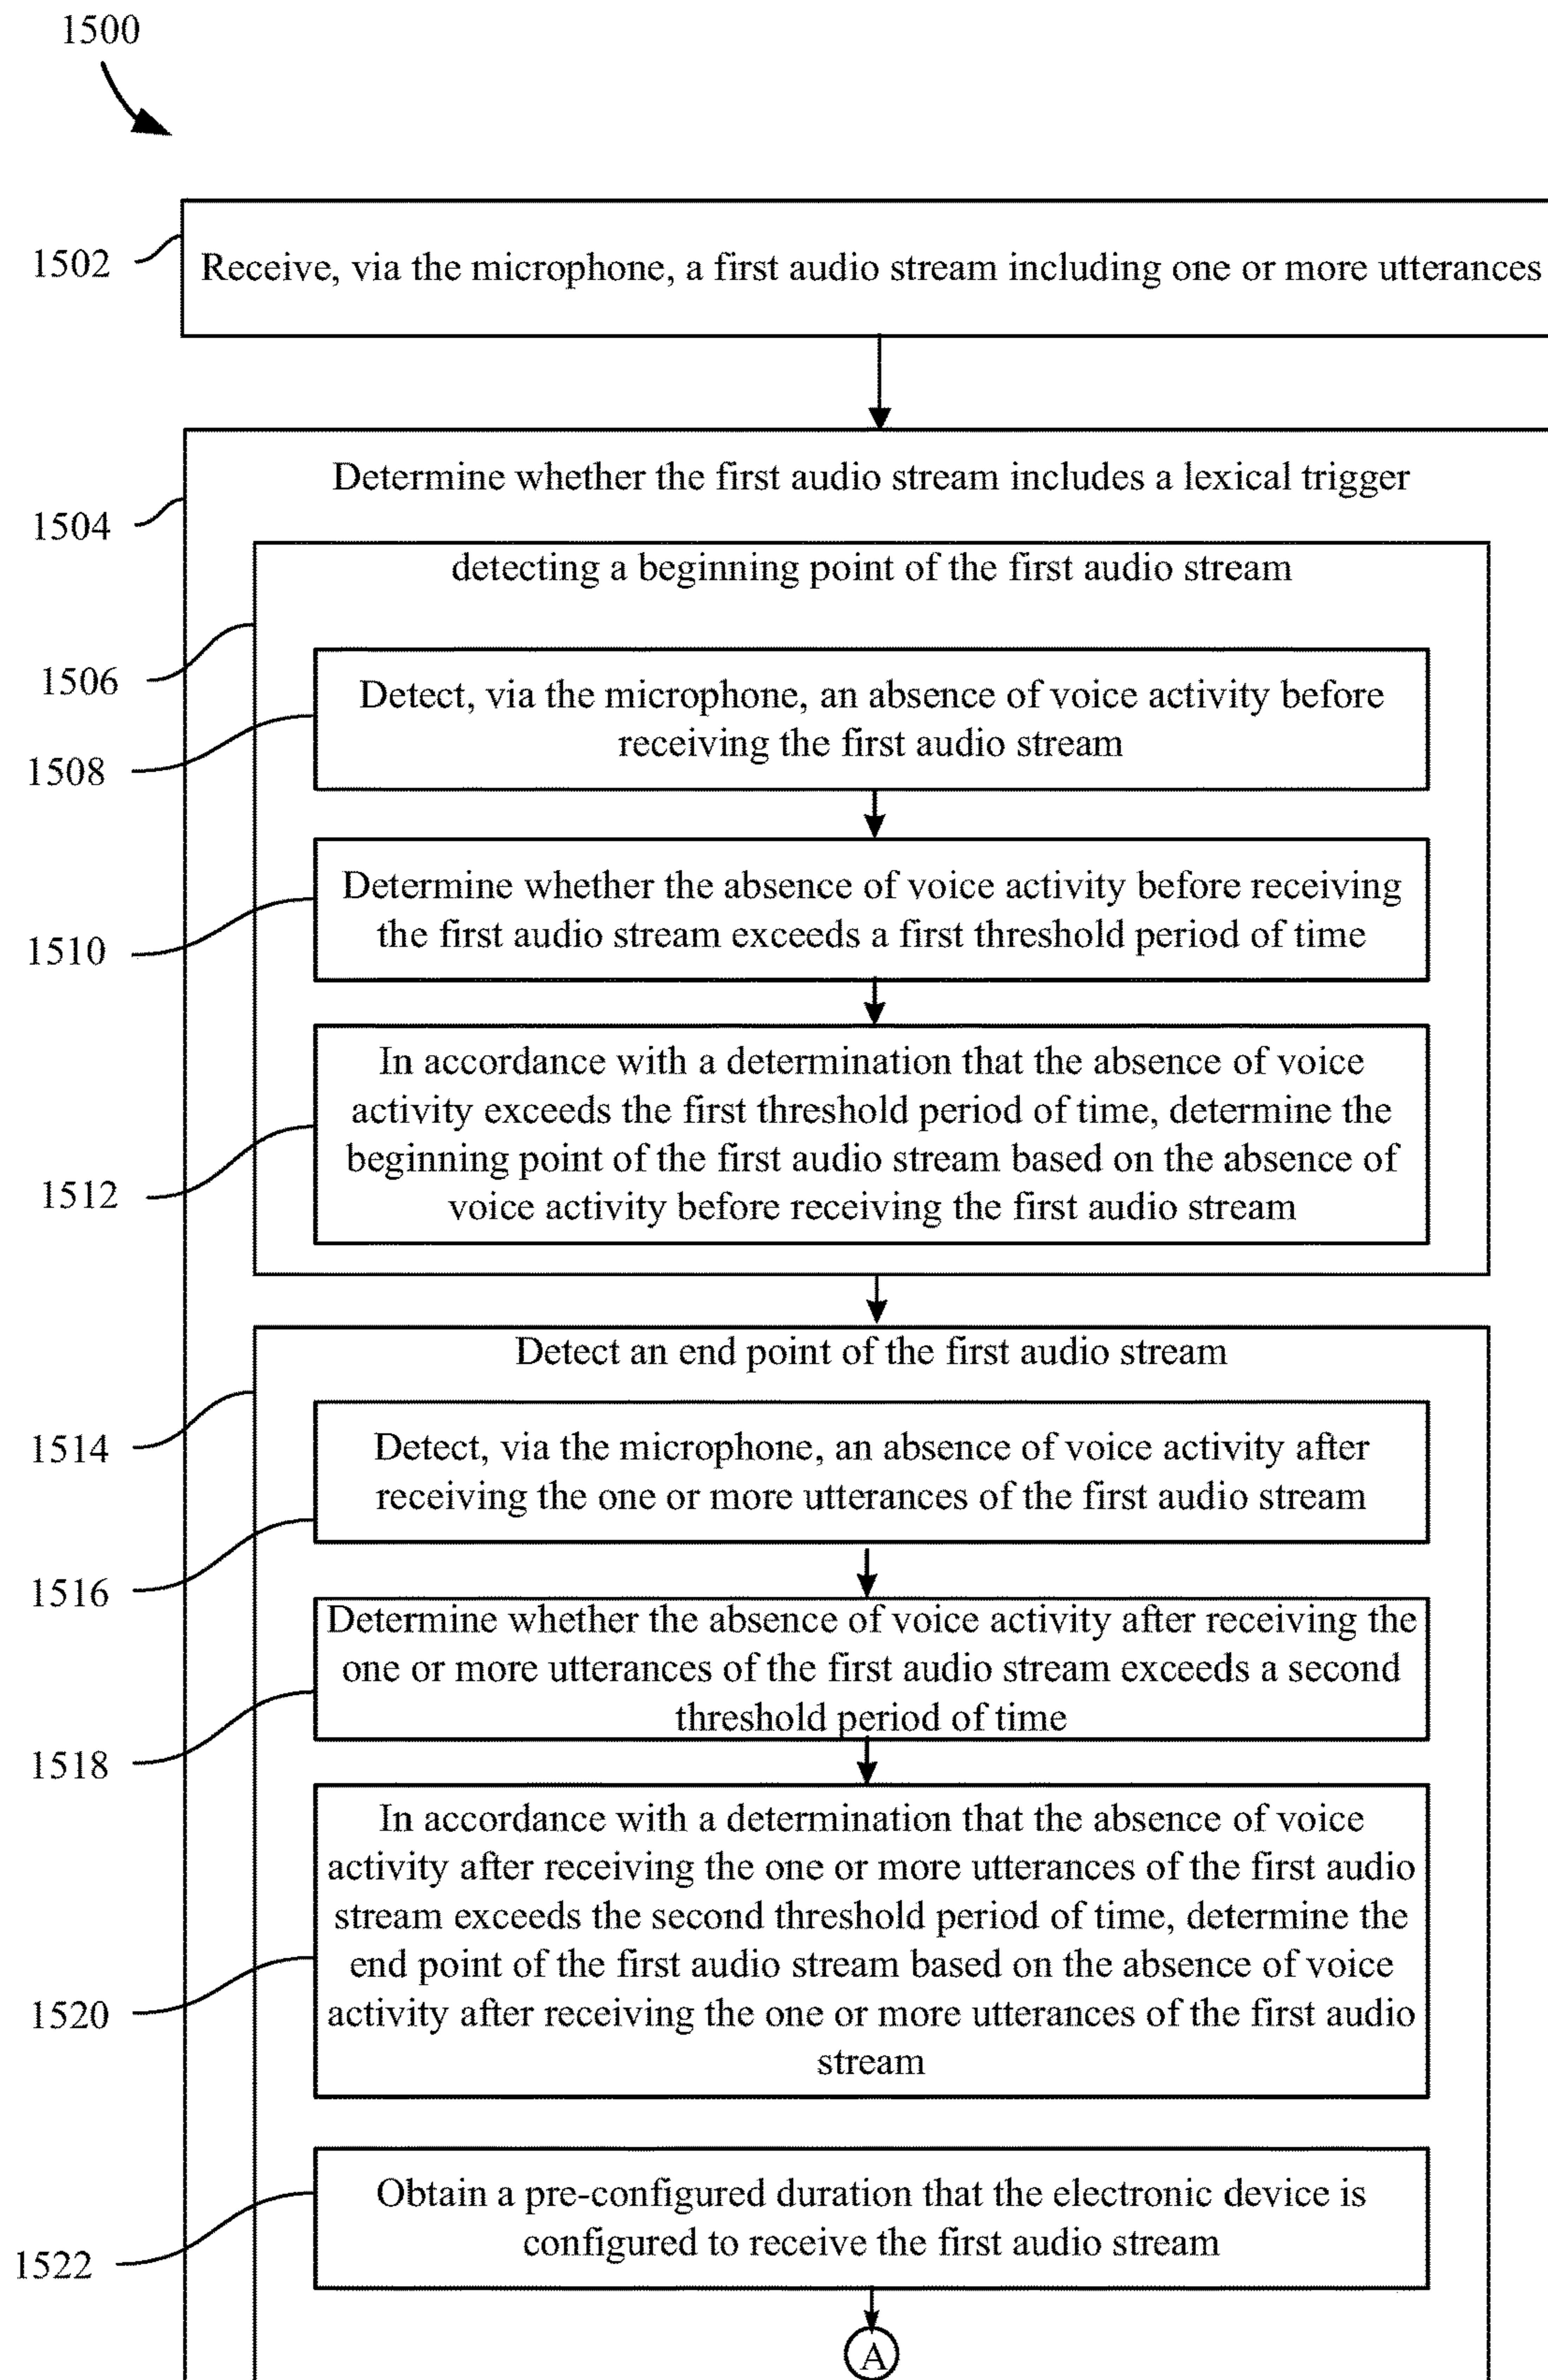 1500
1502
Receive, via the microphone, a first audio stream including one or more utterances
1504
Determine whether the first audio stream includes a lexical trigger
1506
detecting a beginning point of the first audio stream
1508
Detect, via the microphone, an absence of voice activity before
receiving the first audio stream
1510
Determine whether the absence of voice activity before receiving
the first audio stream exceeds a first threshold period of time
1512
In accordance with a determination that the absence of voice
activity exceeds the first threshold period of time, determine the
beginning point of the first audio stream based on the absence of
voice activity before receiving the first audio stream
1514
Detect an end point of the first audio stream
1516
Detect, via the microphone, an absence of voice activity after
receiving the one or more utterances of the first audio stream
1518
Determine whether the absence of voice activity after receiving the
one or more utterances of the first audio stream exceeds a second
threshold period of time
1520
In accordance with a determination that the absence of voice
activity after receiving the one or more utterances of the first audio
stream exceeds the second threshold period of time, determine the
end point of the first audio stream based on the absence of voice
activity after receiving the one or more utterances of the first audio
stream
1522
Obtain a pre-configured duration that the electronic device is
configured to receive the first audio stream
A